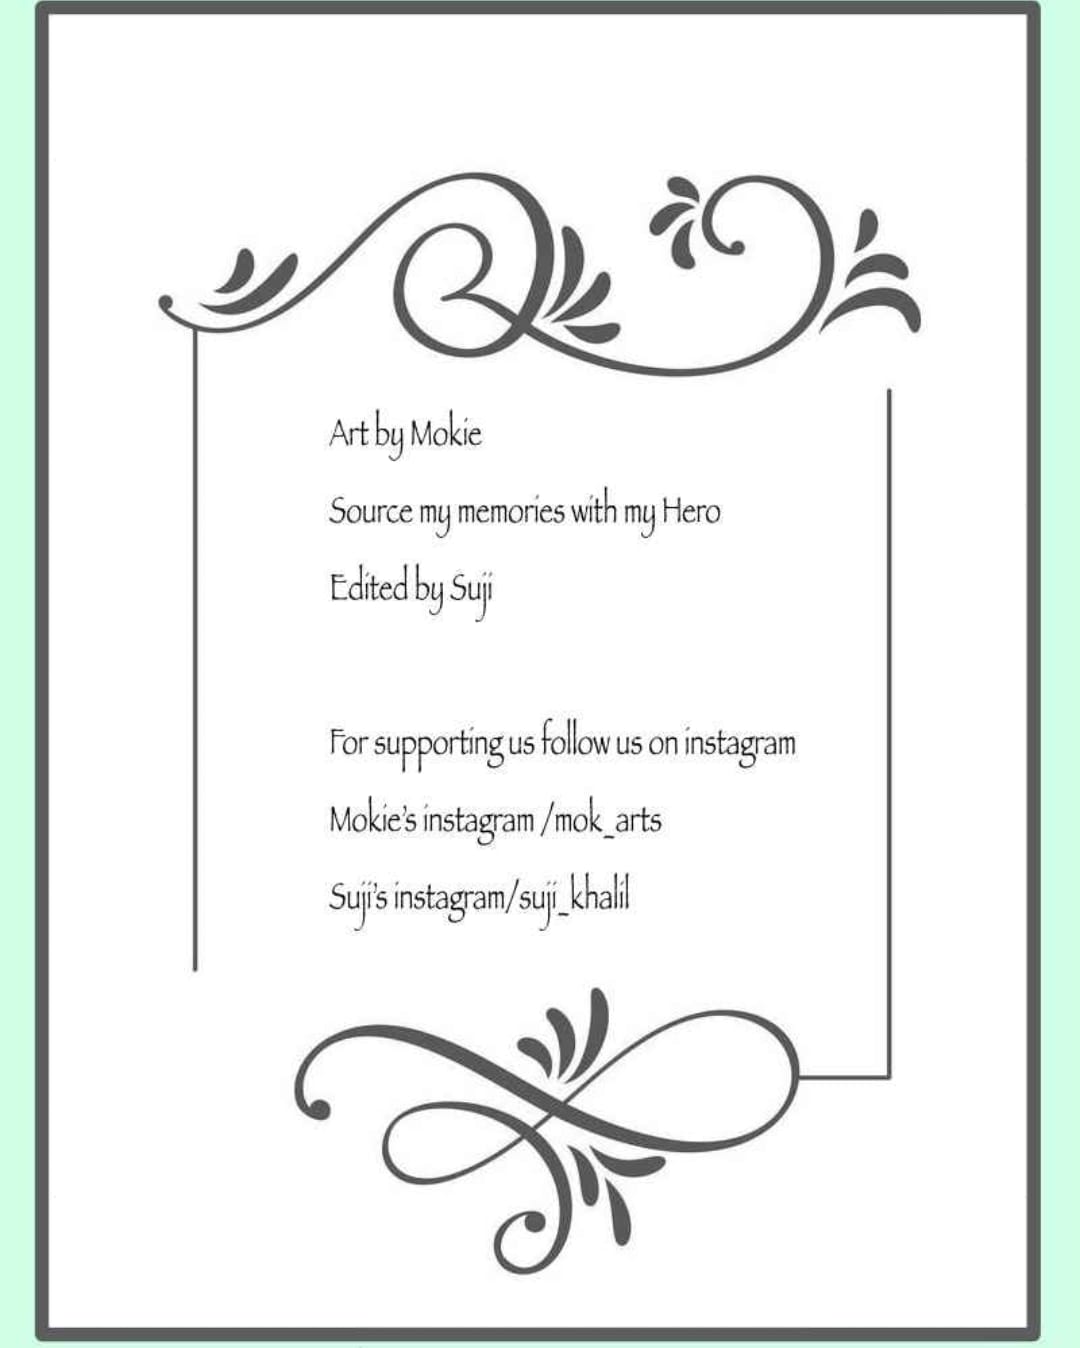 Art by Mokie
Source my memories with my Hero
Edited by Suji
For supporting us follow us on instagram
Mokie's instagram /mok_arts
Suji's instagram/suji_khalil